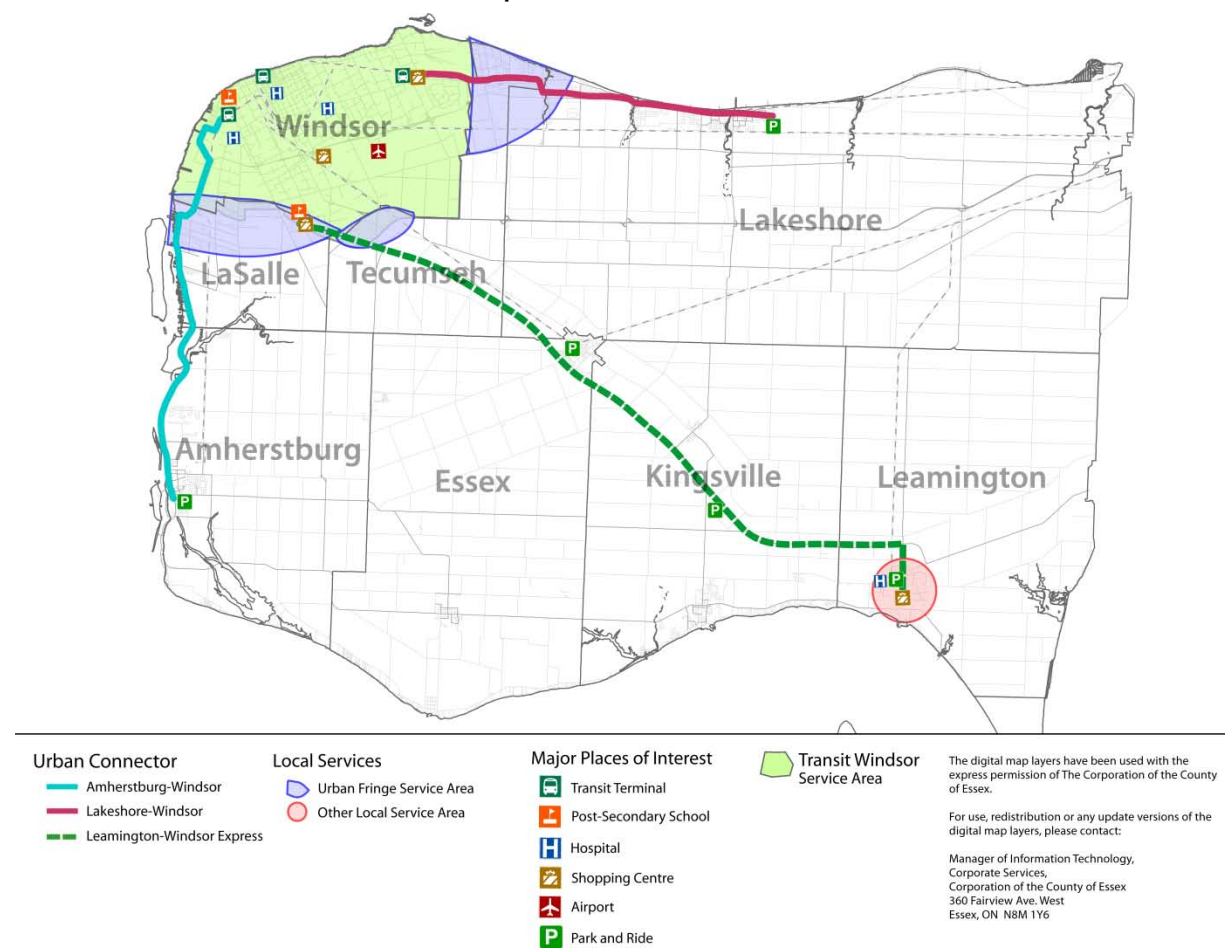 Windsor
Lakeshore
LaSalle
Tecumseh
Amherstburg
Essex
Kingsville
Leamington
Urban Connector
Amherstburg-Windsor
Lakeshore-Windsor
Leamington-Windsor Express
Local Services
Urban Fringe Service Area
Other Local Service Area
Major Places of Interest
Transit Terminal
Post-Secondary School
H Hospital
Shopping Centre
Airport
P Park and Ride
Transit Windsor
Service Area
The digital map layers have been used with the
express permission of The Corporation of the County
of Essex.
For use, redistribution or any update versions of the
digital map layers, please contact:
Manager of Information Technology,
Corporate Services,
Corporation of the County of Essex
360 Fairview Ave. West
Essex, ON N8M 1Y6